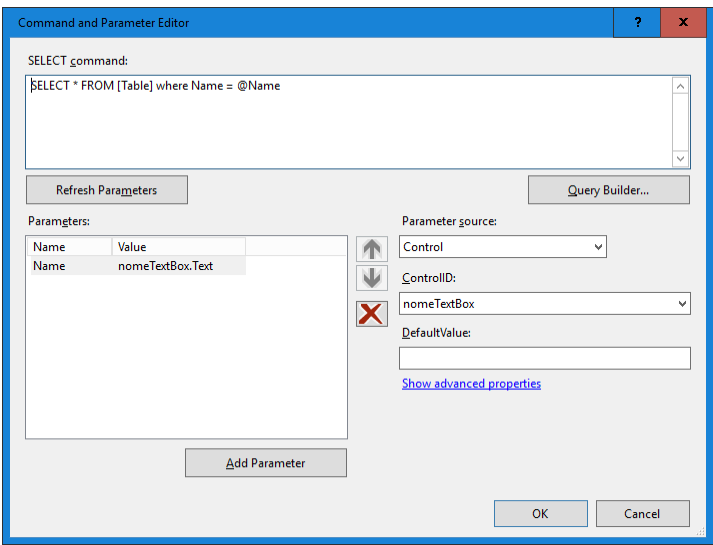 Command and Parameter Editor
? x
SELECT command:
SELECT * FROM [Table] where Name = @Name
Refresh Parameters
Query Builder...
Parameters:
Name Value
Name nomeTextBox.Text
Parameter source:
Control
ControlID:
nomeTextBox
DefaultValue:
Show advanced properties
Add Parameter
OK Cancel